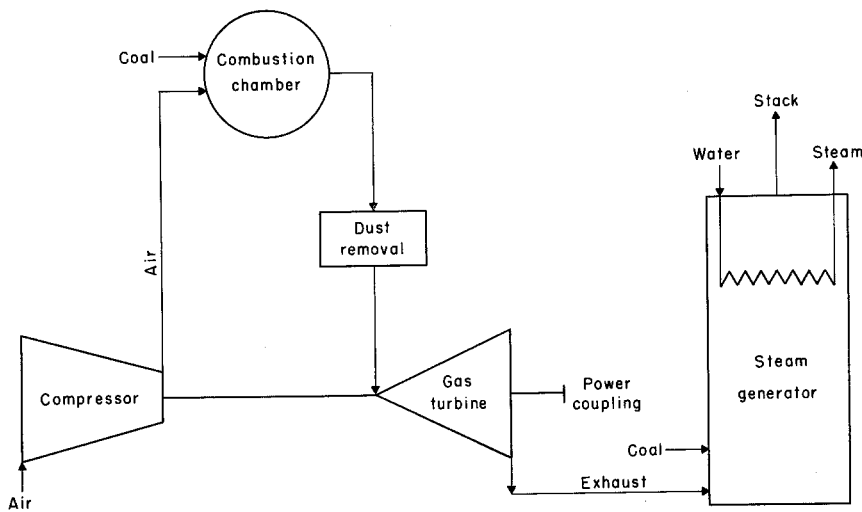 Coal
Combustion
chamber
Stack
Water
Steam
Dust
removal
Air
Compressor
Gas
turbine
Power
coupling
Steam
generator
Coal
Exhaust
Air